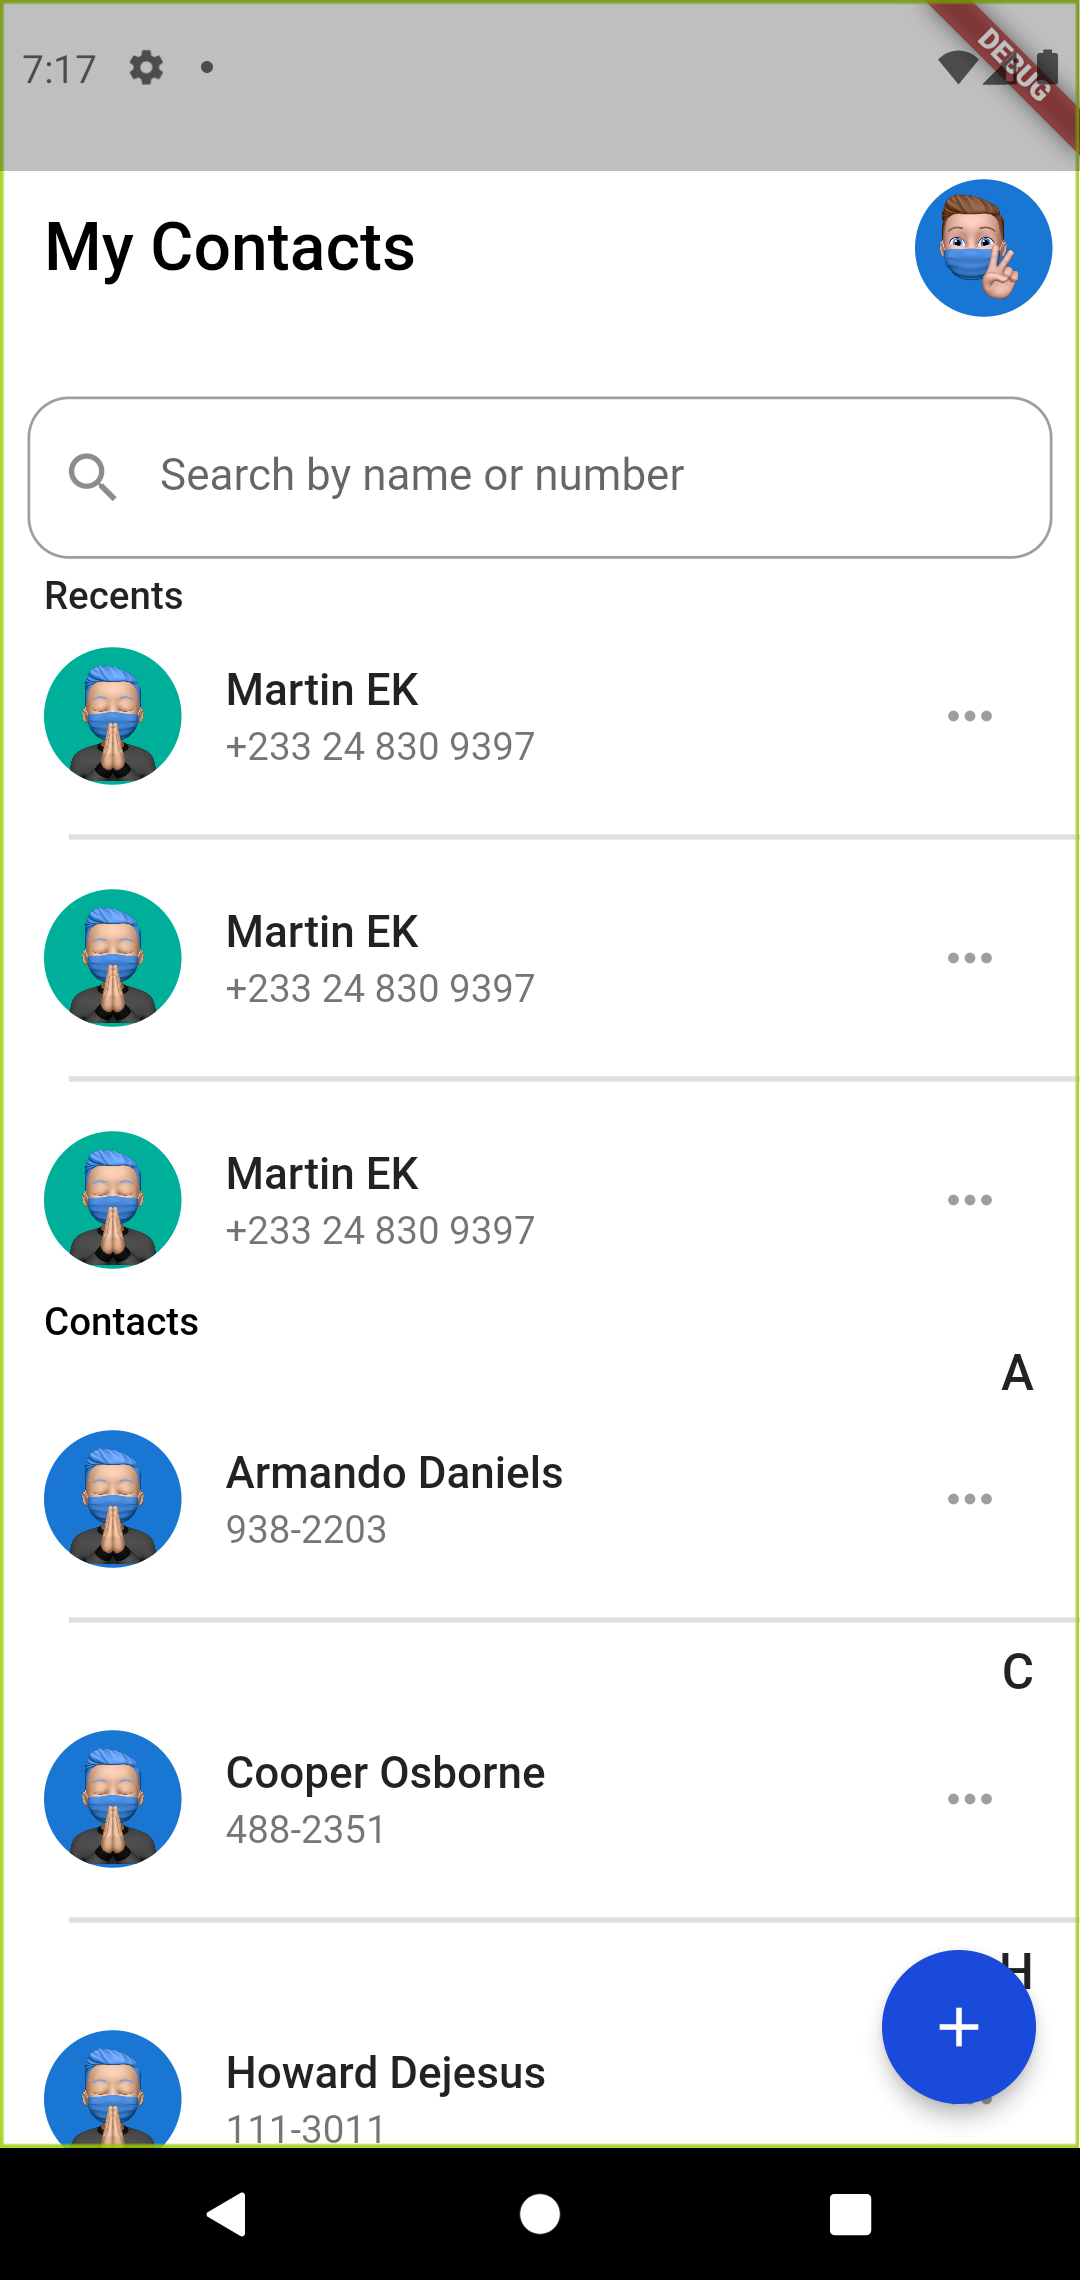 7:17
DEBUG
My Contacts
Search by name or number
Recents
Martin EK
+233 24 830 9397
Martin EK
+233 24 830 9397
Martin EK
+233 24 830 9397
Contacts
A
Armando Daniels
938-2203
C
Cooper Osborne
488-2351
H
Howard Dejesus
111-3011